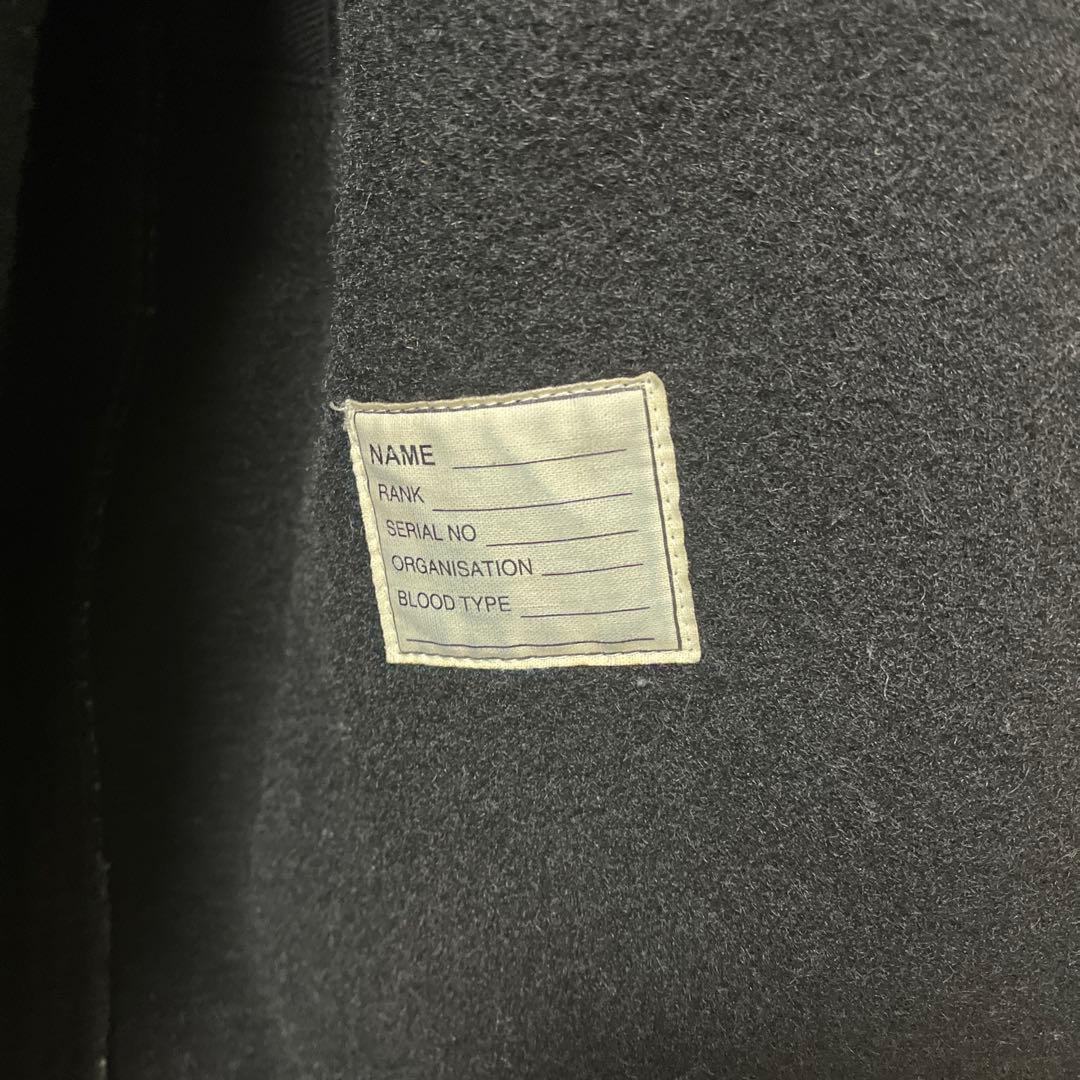 NAME
RANK
SERIAL NO
ORGANISATION
BLOOD TYPE